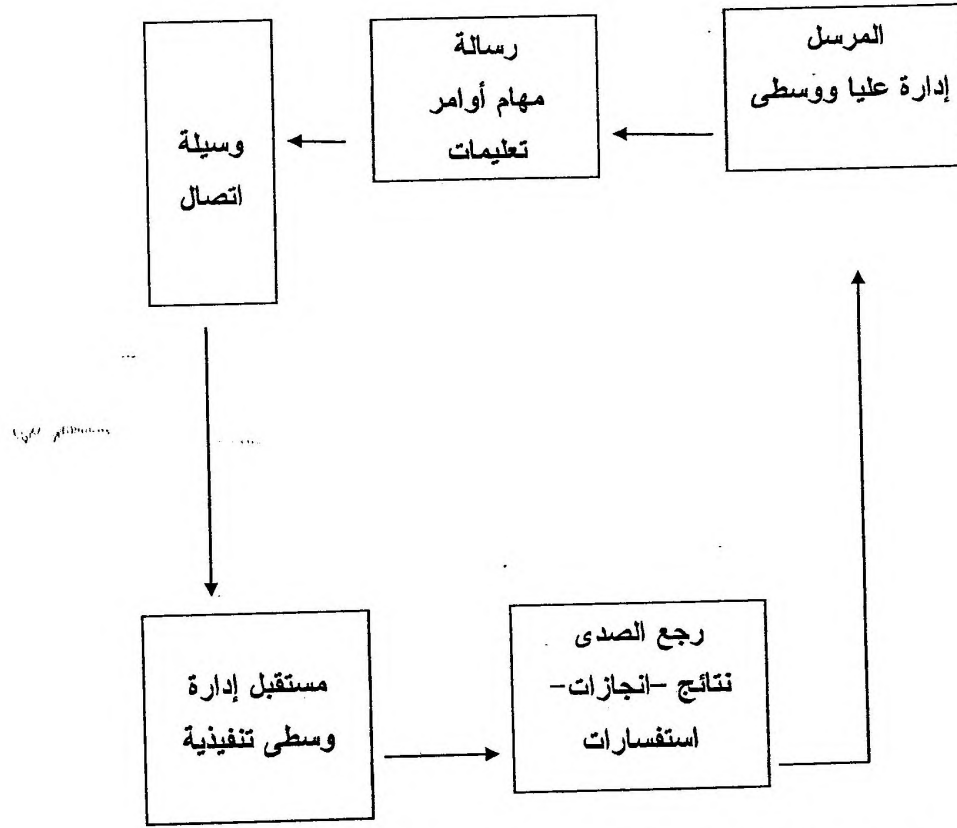 المرسل
إدارة عليا ووسطى
رسالة
مهام أوامر
تعليمات
وسيلة
اتصال
مستقبل إدارة
وسطى تنفيذية
رجع الصدى
نتائج -انجازات-
استفسارات